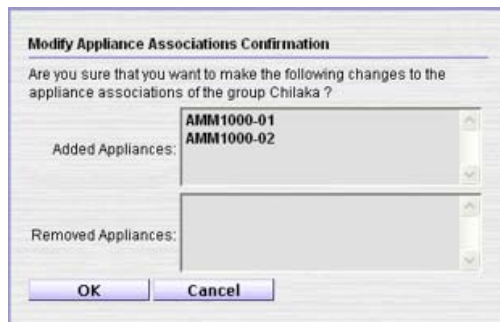 Modify Appliance Associations Confirmation
Are you sure that you want to make the following changes to the
appliance associations of the group Chilaka ?
Added Appliances:
AMM1000-01
AMM1000-02
Removed Appliances:
OK
Cancel